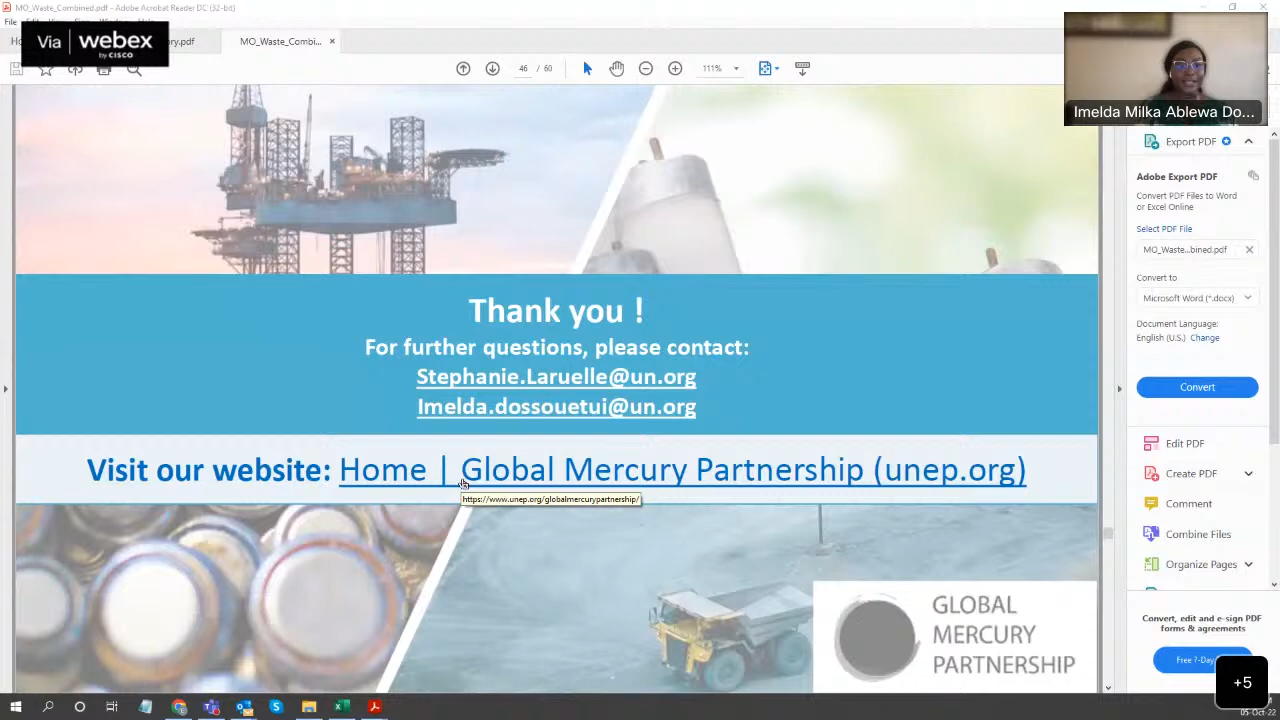 MO_Waste_Combined.pdf - Adobe Acrobat Reader DC (32-bit)
Via webex
by CISCO
MO_Waste_Combi... ×
46 / 60
111%
Imelda Milka Ablewa Do...
Export PDF
Adobe Export PDF
Convert PDF Files to Word
or Excel Online
Select PDF File
MO_Waste...bined.pdf
Convert to
Microsoft Word (*.docx)
Document Language:
English (U.S.) Change
Convert
Edit PDF
Create PDF
Comment
Combine Files
Organize Pages
Convert, edit and e-sign PDF
forms & agreements
Thank you !
For further questions, please contact:
Stephanie.Laruelle@un.org
Imelda.dossouetui@un.org
Visit our website: Home | Global Mercury Partnership (unep.org)
https://www.unep.org/globalmercurypartnership/
GLOBAL
MERCURY
PARTNERSHIP
+5
05-Oct-22